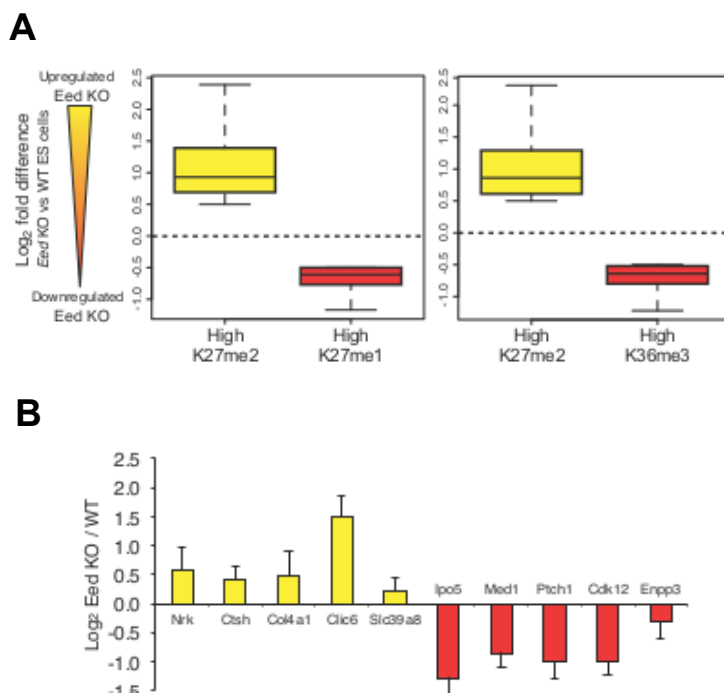 A
Upregulated
Eed KO
Log2 fold difference
Eed KO vs WT ES cells
Downregulated
Eed KO
2.5
2.0
1.5
1.0
0.5
0.0
-0.5
-1.0
High
K27me2
High
K27me1
2.5
2.0
1.5
1.0
0.5
0.0
-0.5
-1.0
High
K27me2
High
K36me3
B
Log2 Eed KO / WT
2.5
2.0
1.5
1.0
0.5
0.0
-0.5
-1.0
-1.5
Nrk Ctsh Col4a1 Clic6 Slc39a8
Ipo5 Med1 Ptch1 Cdk12 Enpp3